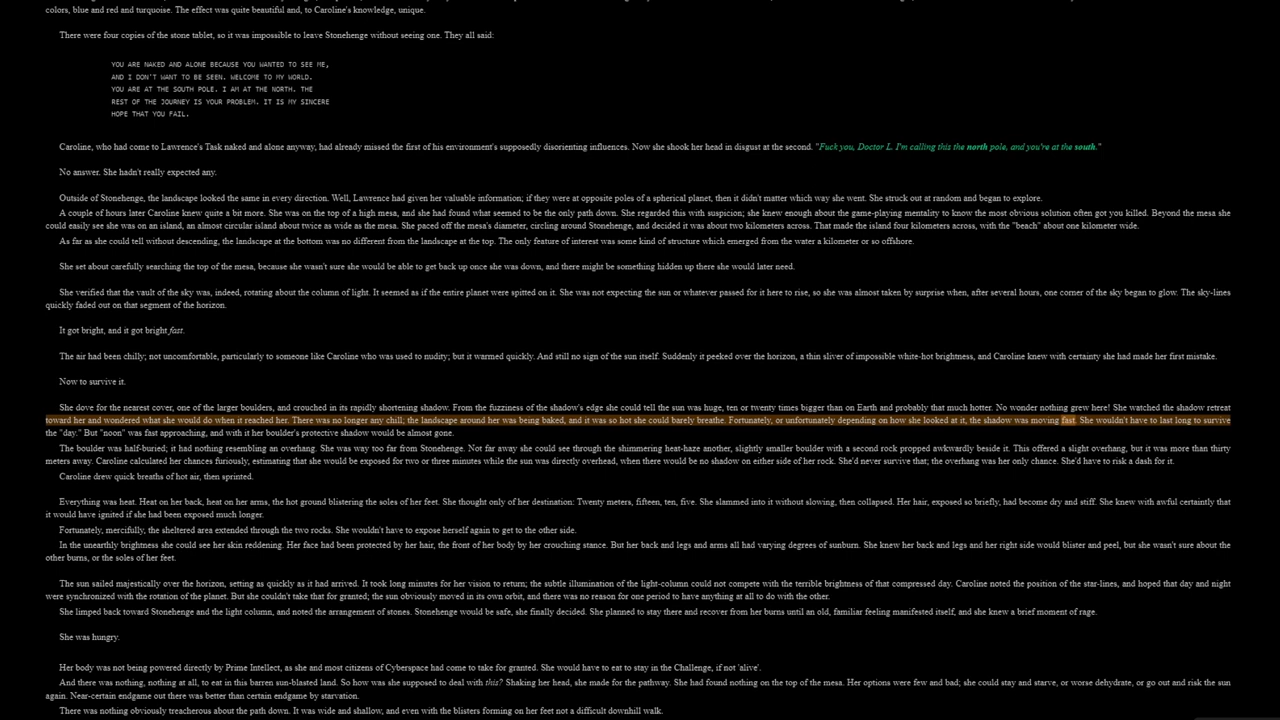 colors, blue and red and turquoise. The effect was quite beautiful and, to Caroline's knowledge, unique.
There were four copies of the stone tablet, so it was impossible to leave Stonehenge without seeing one. They all said:
YOU ARE NAKED AND ALONE BECAUSE YOU WANTED TO SEE ME,
AND I DON'T WANT TO BE SEEN. WELCOME TO MY WORLD.
YOU ARE AT THE SOUTH POLE. I AM AT THE NORTH. THE
REST OF THE JOURNEY IS YOUR PROBLEM. IT IS MY SINCERE
HOPE THAT YOU FAIL.
Caroline, who had come to Lawrence's Task naked and alone anyway, had already missed the first of his environment's supposedly disorienting influences. Now she shook her head in disgust at the second. "Fuck you, Doctor L. I'm calling this the north pole, and you're at the south."
No answer. She hadn't really expected any.
Outside of Stonehenge, the landscape looked the same in every direction. Well, Lawrence had given her valuable information; if they were at opposite poles of a spherical planet, then it didn't matter which way she went. She struck out at random and began to explore.
A couple of hours later Caroline knew quite a bit more. She was on the top of a high mesa, and she had found what seemed to be the only path down. She regarded this with suspicion; she knew enough about the game-playing mentality to know the most obvious solution often got you killed. Beyond the mesa she
could easily see she was on an island, an almost circular island about twice as wide as the mesa. She paced off the mesa's diameter, circling around Stonehenge, and decided it was about two kilometers across. That made the island four kilometers across, with the "beach" about one kilometer wide.
As far as she could tell without descending, the landscape at the bottom was no different from the landscape at the top. The only feature of interest was some kind of structure which emerged from the water a kilometer or so offshore.
She set about carefully searching the top of the mesa, because she wasn't sure she would be able to get back up once she was down, and there might be something hidden up there she would later need.
She verified that the vault of the sky was, indeed, rotating about the column of light. It seemed as if the entire planet were spitted on it. She was not expecting the sun or whatever passed for it here to rise, so she was almost taken by surprise when, after several hours, one corner of the sky began to glow. The sky-lines
quickly faded out on that segment of the horizon.
It got bright, and it got bright fast.
The air had been chilly; not uncomfortable, particularly to someone like Caroline who was used to nudity; but it warmed quickly. And still no sign of the sun itself. Suddenly it peeked over the horizon, a thin sliver of impossible white-hot brightness, and Caroline knew with certainty she had made her first mistake.
Now to survive it.
She dove for the nearest cover, one of the larger boulders, and crouched in its rapidly shortening shadow. From the fuzziness of the shadow's edge she could tell the sun was huge, ten or twenty times bigger than on Earth and probably that much hotter. No wonder nothing grew here! She watched the shadow retreat
toward her and wondered what she would do when it reached her. There was no longer any chill; the landscape around her was being baked, and it was so hot she could barely breathe. Fortunately, or unfortunately depending on how she looked at it, the shadow was moving fast. She wouldn't have to last long to survive
the "day." But "noon" was fast approaching, and with it her boulder's protective shadow would be almost gone.
The boulder was half-buried; it had nothing resembling an overhang. She was way too far from Stonehenge. Not far away she could see through the shimmering heat-haze another, slightly smaller boulder with a second rock propped awkwardly beside it. This offered a slight overhang, but it was more than thirty
meters away. Caroline calculated her chances furiously, estimating that she would be exposed for two or three minutes while the sun was directly overhead, when there would be no shadow on either side of her rock. She'd never survive that; the overhang was her only chance. She'd have to risk a dash for it.
Caroline drew quick breaths of hot air, then sprinted.
Everything was heat. Heat on her back, heat on her arms, the hot ground blistering the soles of her feet. She thought only of her destination: Twenty meters, fifteen, ten, five. She slammed into it without slowing, then collapsed. Her hair, exposed so briefly, had become dry and stiff. She knew with awful certainty that
it would have ignited if she had been exposed much longer.
Fortunately, mercifully, the sheltered area extended through the two rocks. She wouldn't have to expose herself again to get to the other side.
In the unearthly brightness she could see her skin reddening. Her face had been protected by her hair, the front of her body by her crouching stance. But her back and legs and arms all had varying degrees of sunburn. She knew her back and legs and her right side would blister and peel, but she wasn't sure about the
other burns, or the soles of her feet.
The sun sailed majestically over the horizon, setting as quickly as it had arrived. It took long minutes for her vision to return; the subtle illumination of the light-column could not compete with the terrible brightness of that compressed day. Caroline noted the position of the star-lines, and hoped that day and night
were synchronized with the rotation of the planet. But she couldn't take that for granted; the sun obviously moved in its own orbit, and there was no reason for one period to have anything at all to do with the other.
She limped back toward Stonehenge and the light column, and noted the arrangement of stones. Stonehenge would be safe, she finally decided. She planned to stay there and recover from her burns until an old, familiar feeling manifested itself, and she knew a brief moment of rage.
She was hungry.
Her body was not being powered directly by Prime Intellect, as she and most citizens of Cyberspace had come to take for granted. She would have to eat to stay in the Challenge, if not 'alive'.
And there was nothing, nothing at all, to eat in this barren sun-blasted land. So how was she supposed to deal with this? Shaking her head, she made for the pathway. She had found nothing on the top of the mesa. Her options were few and bad; she could stay and starve, or worse dehydrate, or go out and risk the sun
again. Near-certain endgame out there was better than certain endgame by starvation.
There was nothing obviously treacherous about the path down. It was wide and shallow, and even with the blisters forming on her feet not a difficult downhill walk.